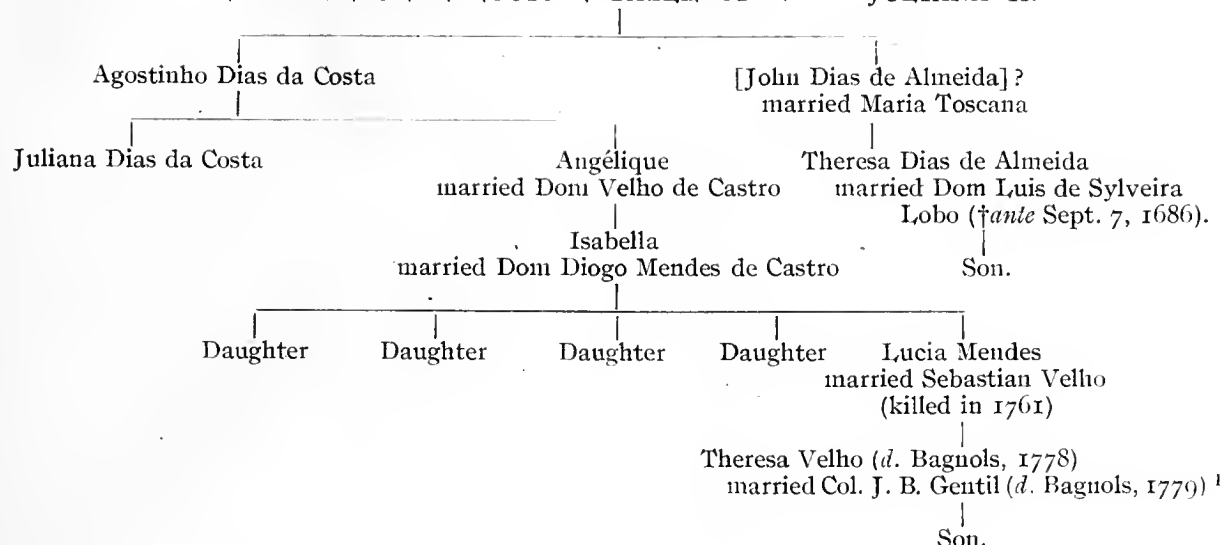 Agostinho Dias da Costa
[John Dias de Almeida]?
married Maria Toscana
Juliana Dias da Costa
Angélique
married Dom Velho de Castro
Theresa Dias de Almeida
married Dom Luis de Sylveira
Lobo (†ante Sept. 7, 1686).
Isabella
married Dom Diogo Mendes de Castro
Son.
Daughter
Daughter
Daughter
Daughter
Lucia Mendes
married Sebastian Velho
(killed in 1761)
Theresa Velho (d. Bagnols, 1778)
married Col. J. B. Gentil (d. Bagnols, 1779) 1
Son.